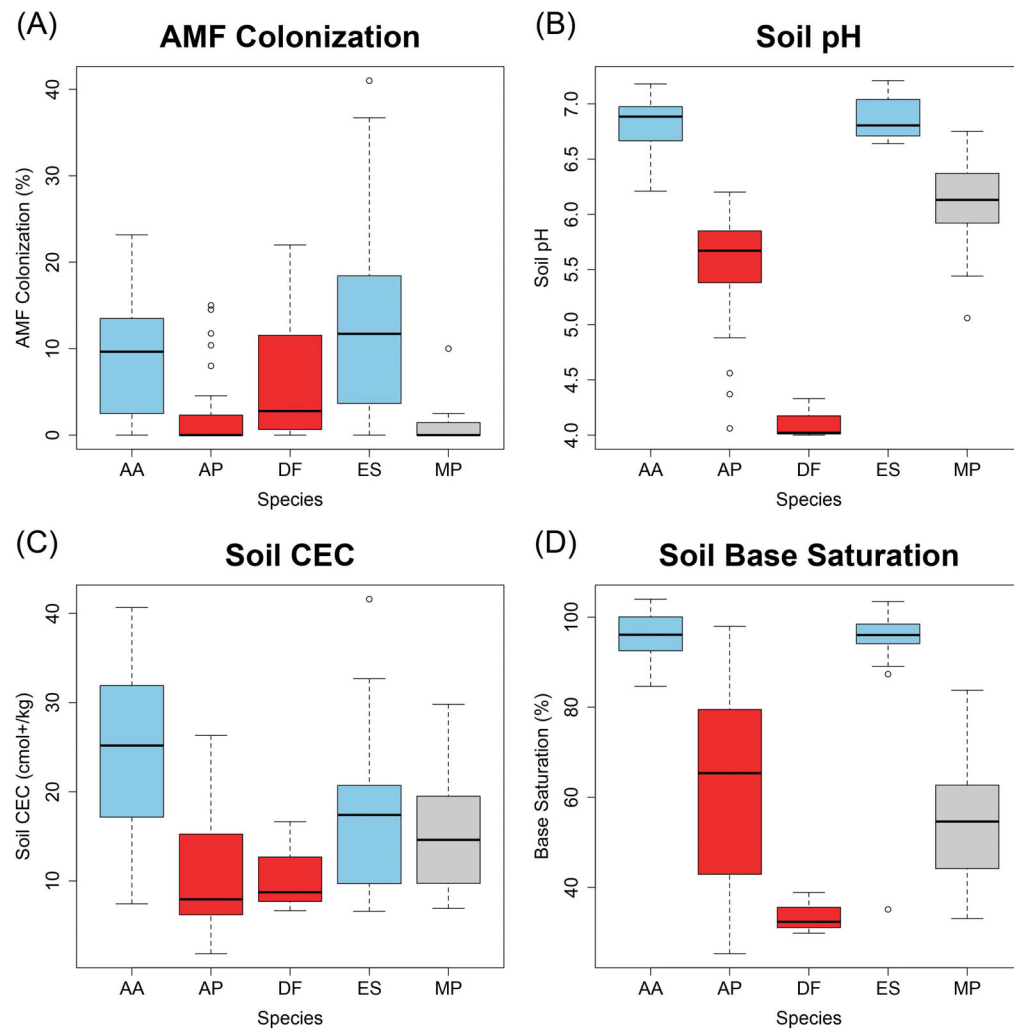 (A)
AMF Colonization
AMF Colonization (%)
40
30
20
10
0
AA AP DF ES MP
Species
(B)
Soil pH
Soil pH
7.0
6.5
6.0
5.5
5.0
4.5
4.0
AA AP DF ES MP
Species
(C)
Soil CEC
Soil CEC (cmol+/kg)
40
30
20
10
AA AP DF ES MP
Species
(D)
Soil Base Saturation
Base Saturation (%)
100
80
60
40
AA AP DF ES MP
Species